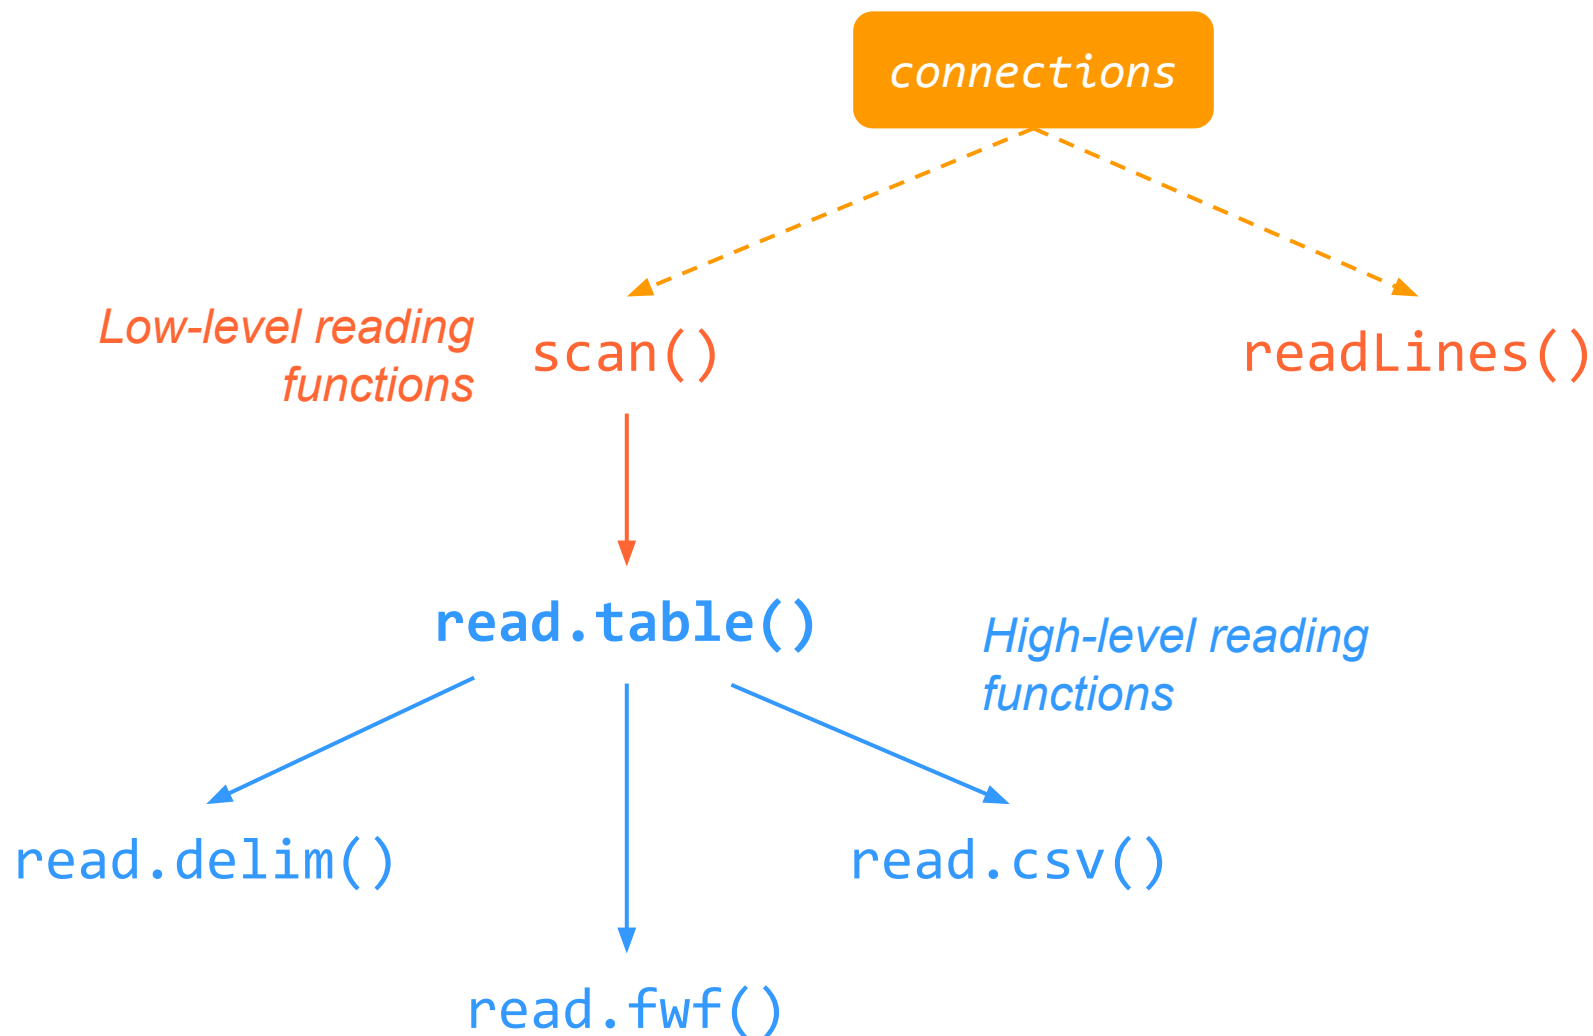 connections
Low-level reading
functions
scan()
readLines()
read.table()
High-level reading
functions
read.delim()
read.csv()
read.fwf()